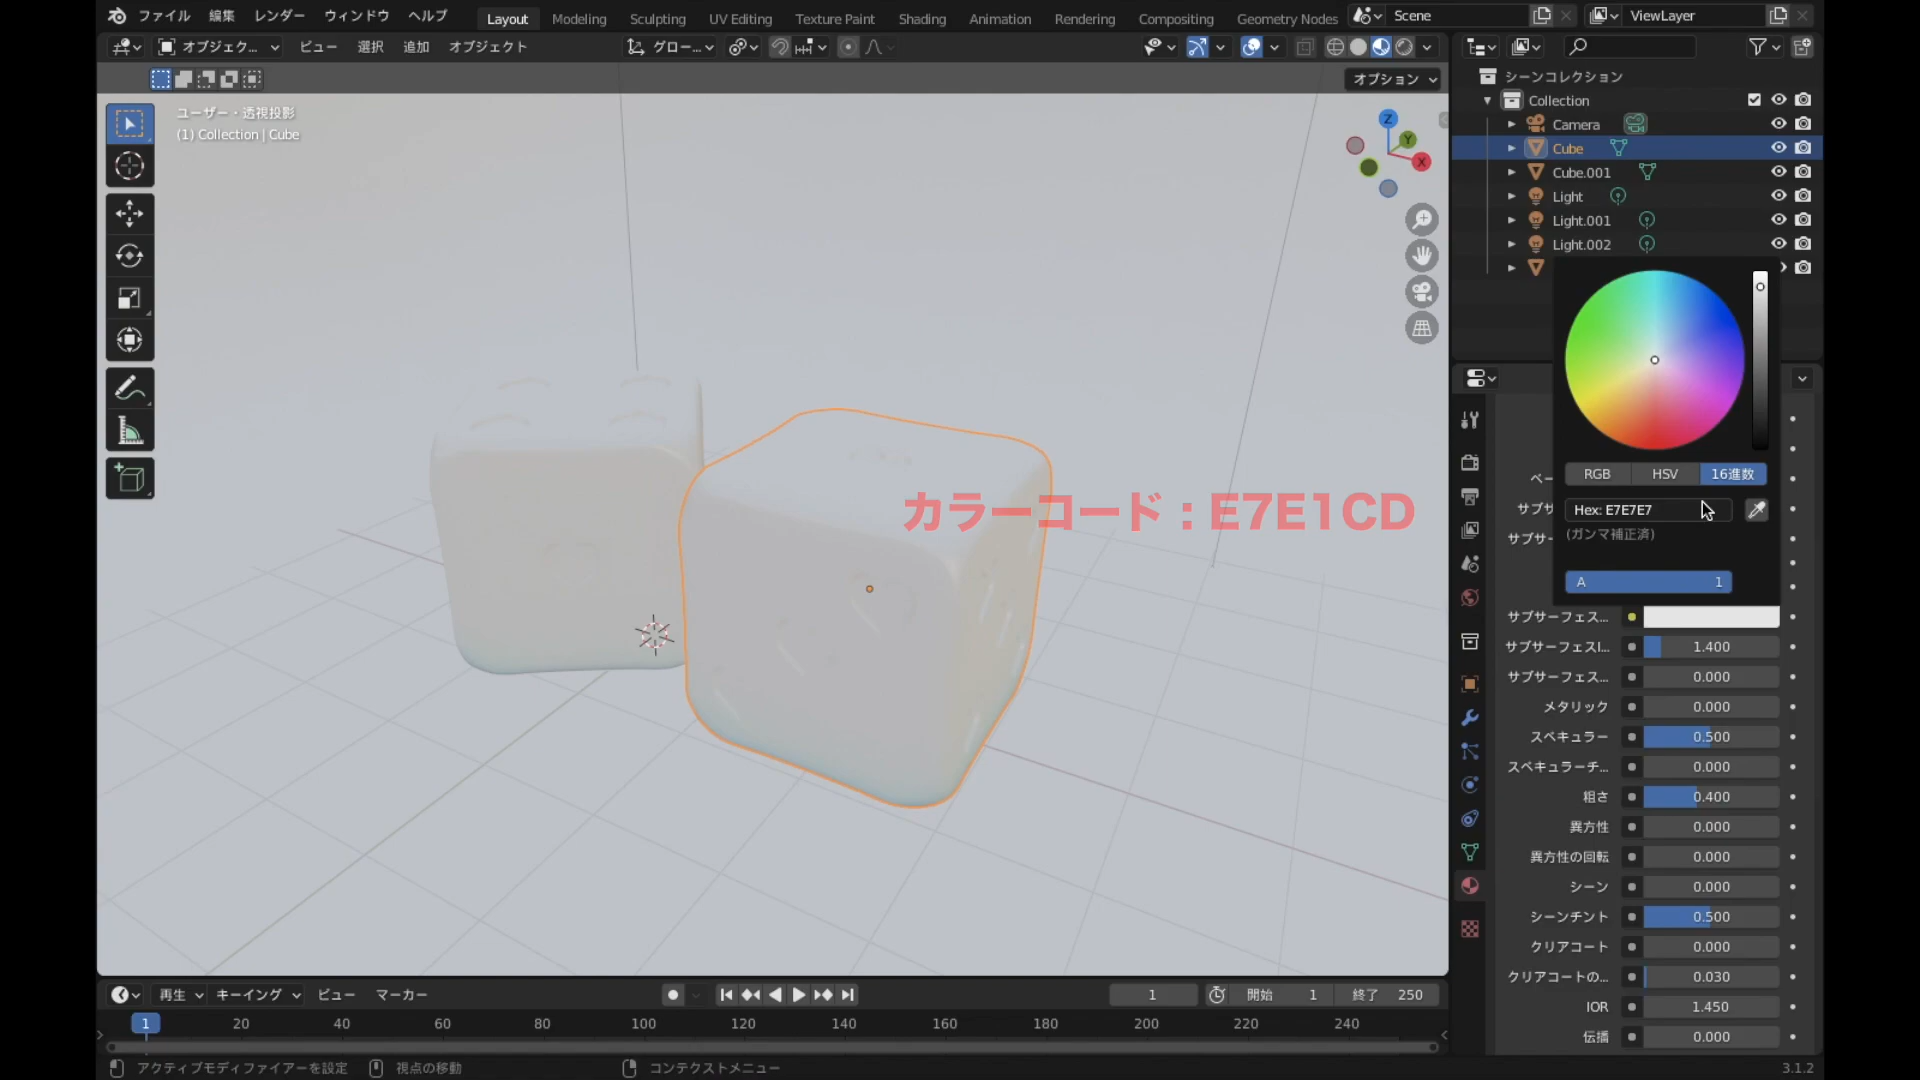 ファイル 編集 レンダー ウィンドウ ヘルプ Layout Modeling Sculpting UV Editing Texture Paint Shading Animation Rendering Compositing Geometry Nodes Scene ViewLayer
オブジェク... ビュー 選択 追加 オブジェクト グロー...
オプション
ユーザー・透視投影
(1) Collection | Cube
Z
Y
X
シーンコレクション
Collection
Camera
Cube
Cube.001
Light
Light.001
Light.002
RGB HSV 16進数
ベー
Hex: E7E7E7
サブサ
(ガンマ補正済)
サブサー
A 1
カラーコード：E7E1CD
サブサーフェス...
サブサーフェスI... 1.400
サブサーフェス... 0.000
メタリック 0.000
スペキュラー 0.500
スペキュラーチ... 0.000
粗さ 0.400
異方性 0.000
異方性の回転 0.000
シーン 0.000
シーンチント 0.500
クリアコート 0.000
クリアコートの... 0.030
IOR 1.450
伝播 0.000
再生 キーイング ビュー マーカー 1 開始 1 終了 250
1 20 40 60 80 100 120 140 160 180 200 220 240
アクティブモディファイアーを設定 視点の移動 コンテクストメニュー 3.1.2